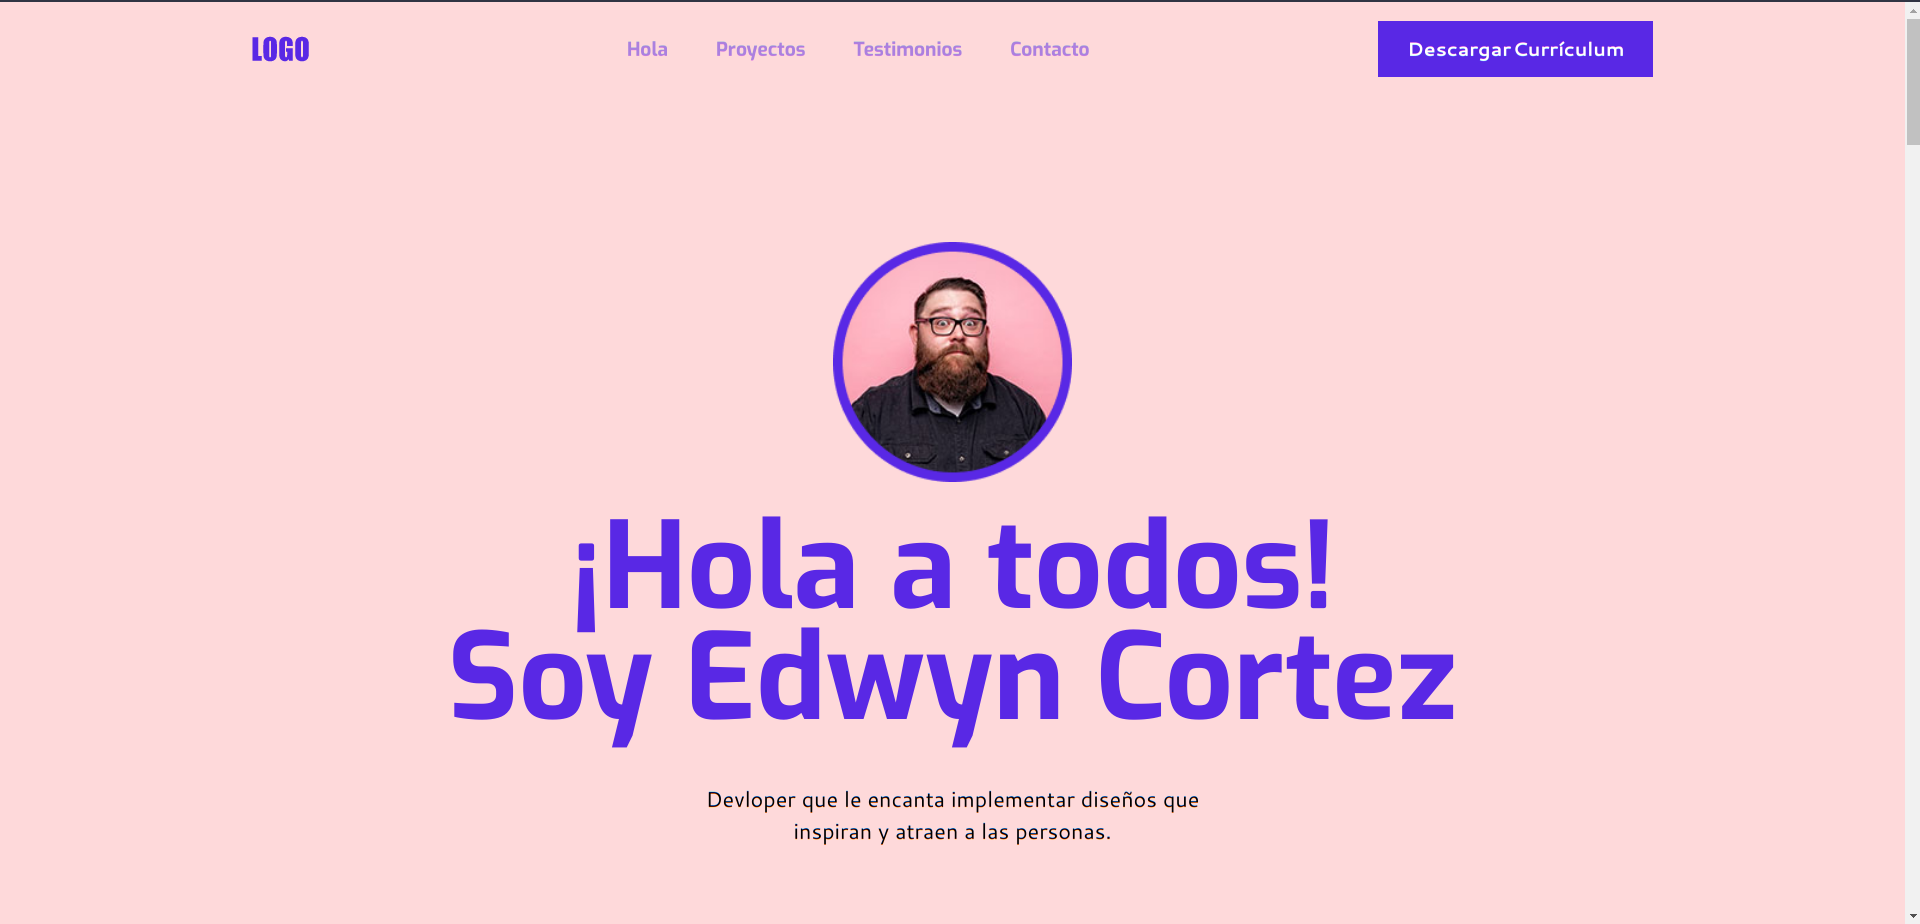 LOGO
Hola Proyectos Testimonios Contacto
Descargar Currículum
¡Hola a todos!
Soy Edwyn Cortez
Devloper que le encanta implementar diseños que
inspiran y atraen a las personas.